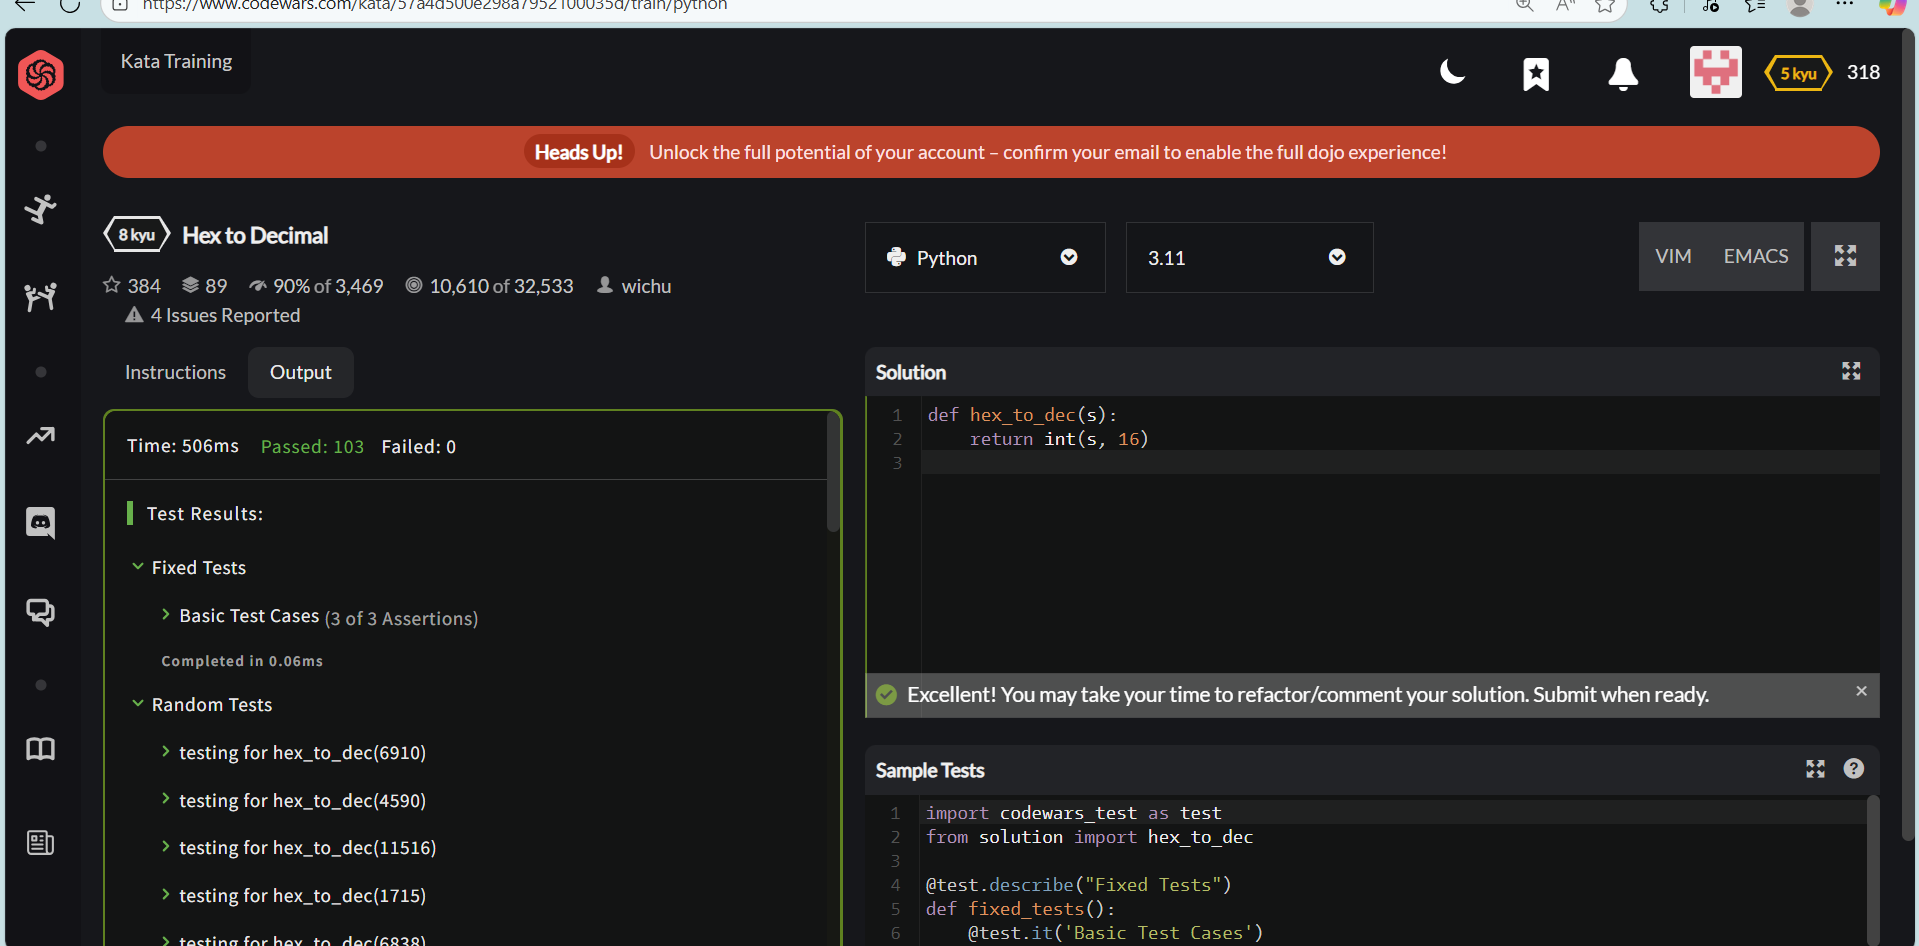 https://www.codewars.com/kata/57a4d500e298a7952100035d/train/python
Kata Training
5 kyu
318
Heads Up! Unlock the full potential of your account – confirm your email to enable the full dojo experience!
8 kyu
Hex to Decimal
384 89 90% of 3,469 10,610 of 32,533 wichu
4 Issues Reported
Python
3.11
VIM EMACS
Instructions
Output
Time: 506ms Passed: 103 Failed: 0
Test Results:
Fixed Tests
Basic Test Cases (3 of 3 Assertions)
Completed in 0.06ms
Random Tests
testing for hex_to_dec(6910)
testing for hex_to_dec(4590)
testing for hex_to_dec(11516)
testing for hex_to_dec(1715)
testing for hex_to_dec(6838)
Solution
1 def hex_to_dec(s):
2 return int(s, 16)
3
Excellent! You may take your time to refactor/comment your solution. Submit when ready.
Sample Tests
1 import codewars_test as test
2 from solution import hex_to_dec
3
4 @test.describe("Fixed Tests")
5 def fixed_tests():
6 @test.it('Basic Test Cases')